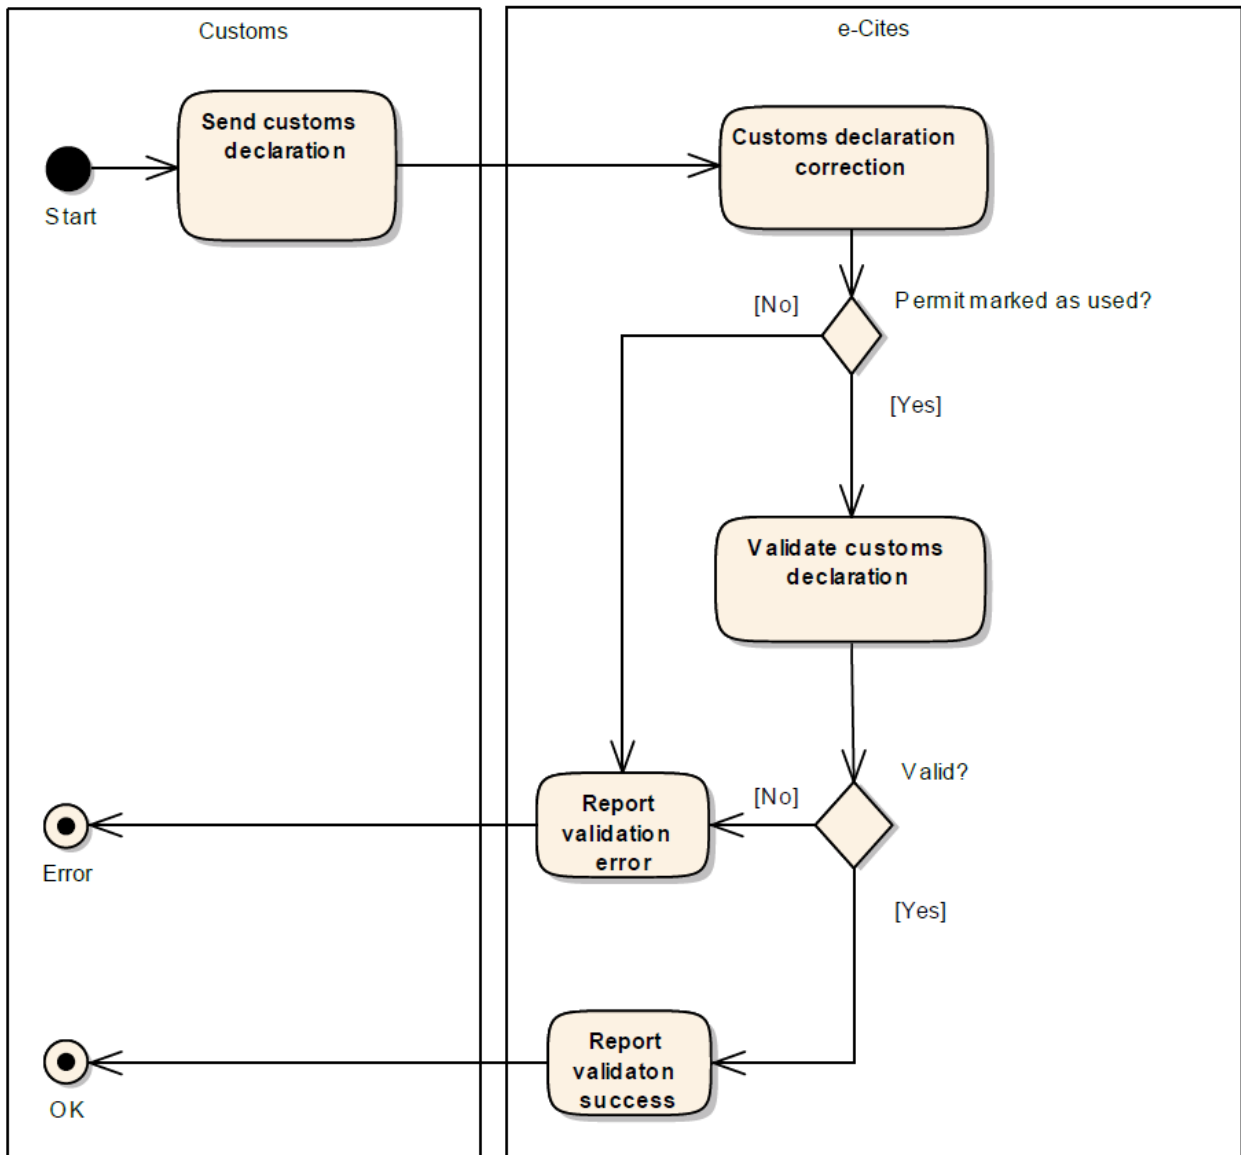 Customs
e-Cites
Send customs
declaration
Customs declaration
correction
Start
[No]
Permit marked as used?
[Yes]
Validate customs
declaration
Valid?
[No]
Report
validation
error
Error
[Yes]
Report
validaton
success
OK